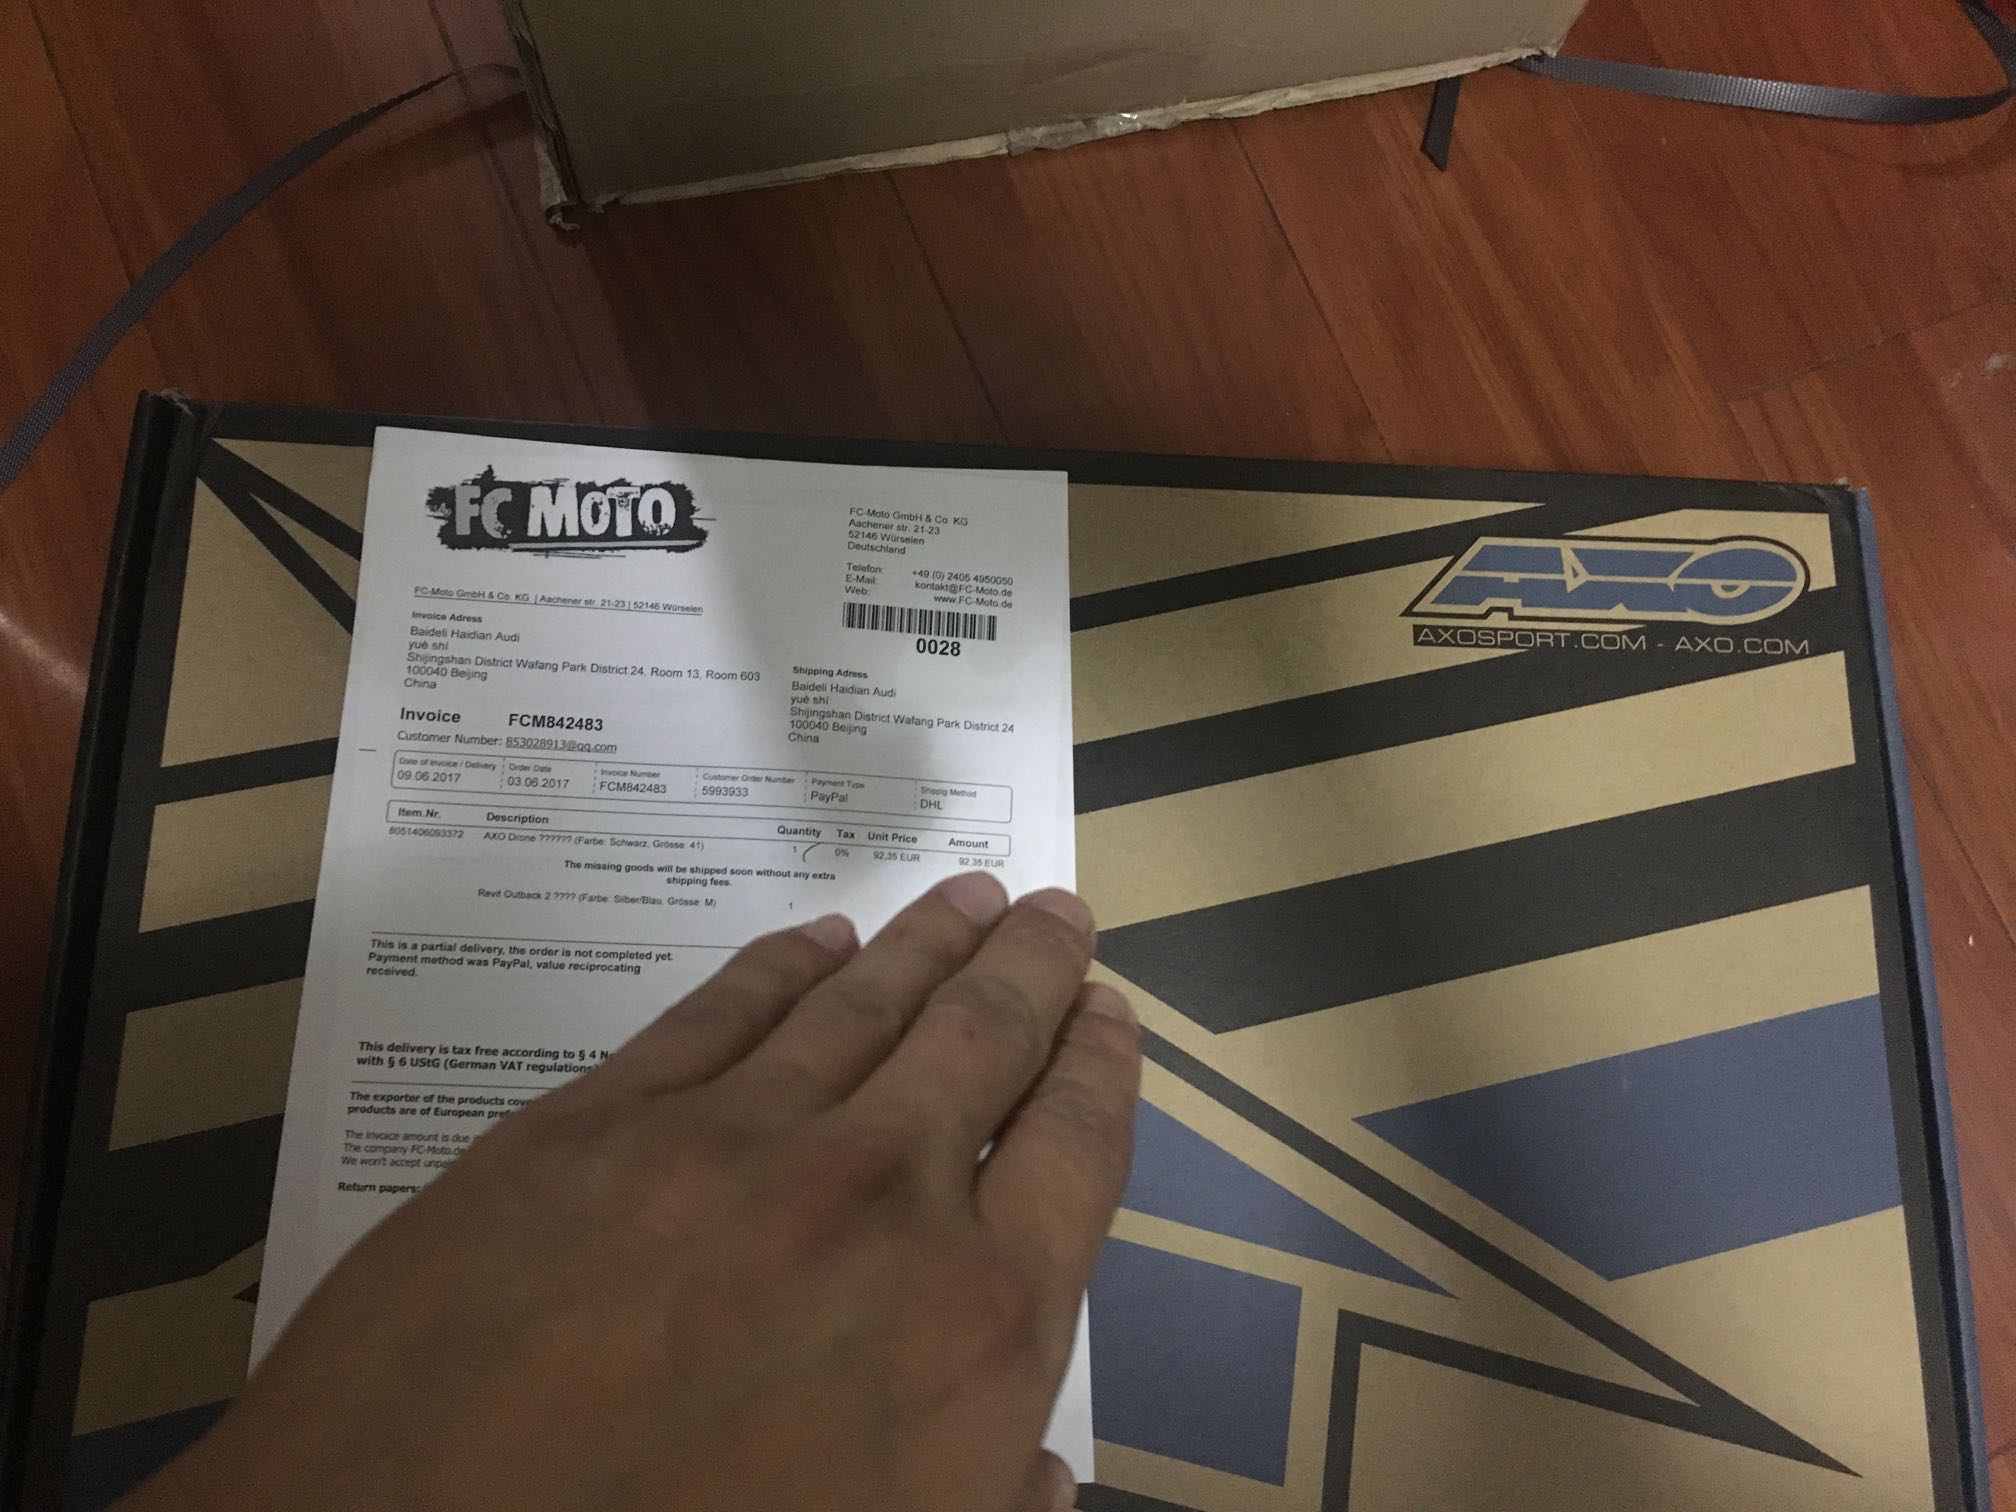 FC MOTO
FC-Moto GmbH & Co. KG
Aachener str. 21-23
52146 Würselen
Deutschland
Telefon: +49 (0) 2405 4950050
E-Mail: kontakt@FC-Moto.de
Web: www.FC-Moto.de
0028
FC-Moto GmbH & Co. KG | Aachener str. 21-23 | 52146 Würselen
Invoice Adress
Baideli Haidian Audi
yuè shí
Shijingshan District Wafang Park District 24, Room 13, Room 603
100040 Beijing
China
Shipping Adress
Baideli Haidian Audi
yuè shí
Shijingshan District Wafang Park District 24
100040 Beijing
China
Invoice FCM842483
Customer Number: 853028913@qq.com
Date of Invoice / Delivery Order Date Invoice Number Customer Order Number Payment Type Shippig Method
09.06.2017 03.06.2017 FCM842483 5993933 PayPal DHL
Item.Nr. Description Quantity Tax Unit Price Amount
8051406093372 AXO Drone ?????? (Farbe: Schwarz, Grösse: 41) 1 0% 92,35 EUR 92,35 EUR
The missing goods will be shipped soon without any extra
shipping fees.
Revit Outback 2 ???? (Farbe: Silber/Blau, Grösse: M) 1
This is a partial delivery, the order is not completed yet.
Payment method was PayPal, value reciprocating
received.
This delivery is tax free according to § 4
with § 6 UStG (German VAT regulations)
The exporter of the products
products are of European
The invoice amount is due
The company FC-Moto.de
We won't accept
Return papers:
AXO
AXOSPORT.COM - AXO.COM